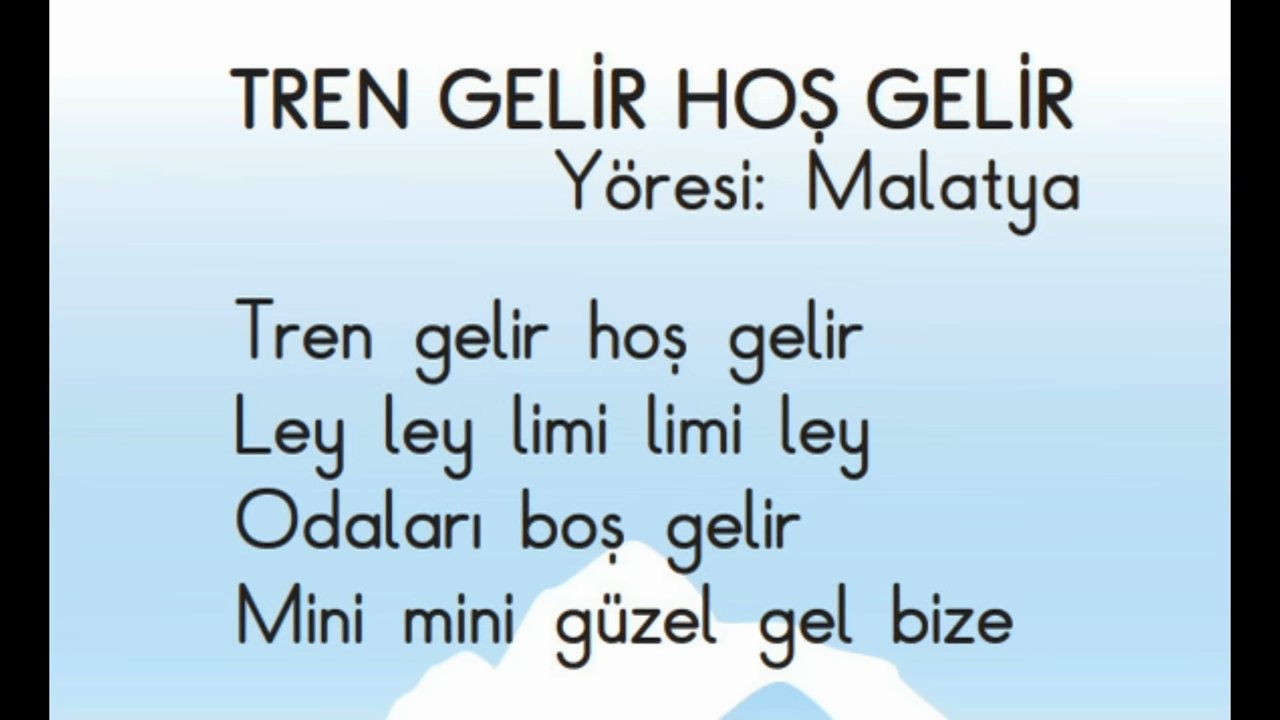 TREN GELİR HOŞ GELİR
Yöresi: Malatya
Tren gelir hoş gelir
Ley ley limi limi ley
Odaları boş gelir
Mini mini güzel gel bize